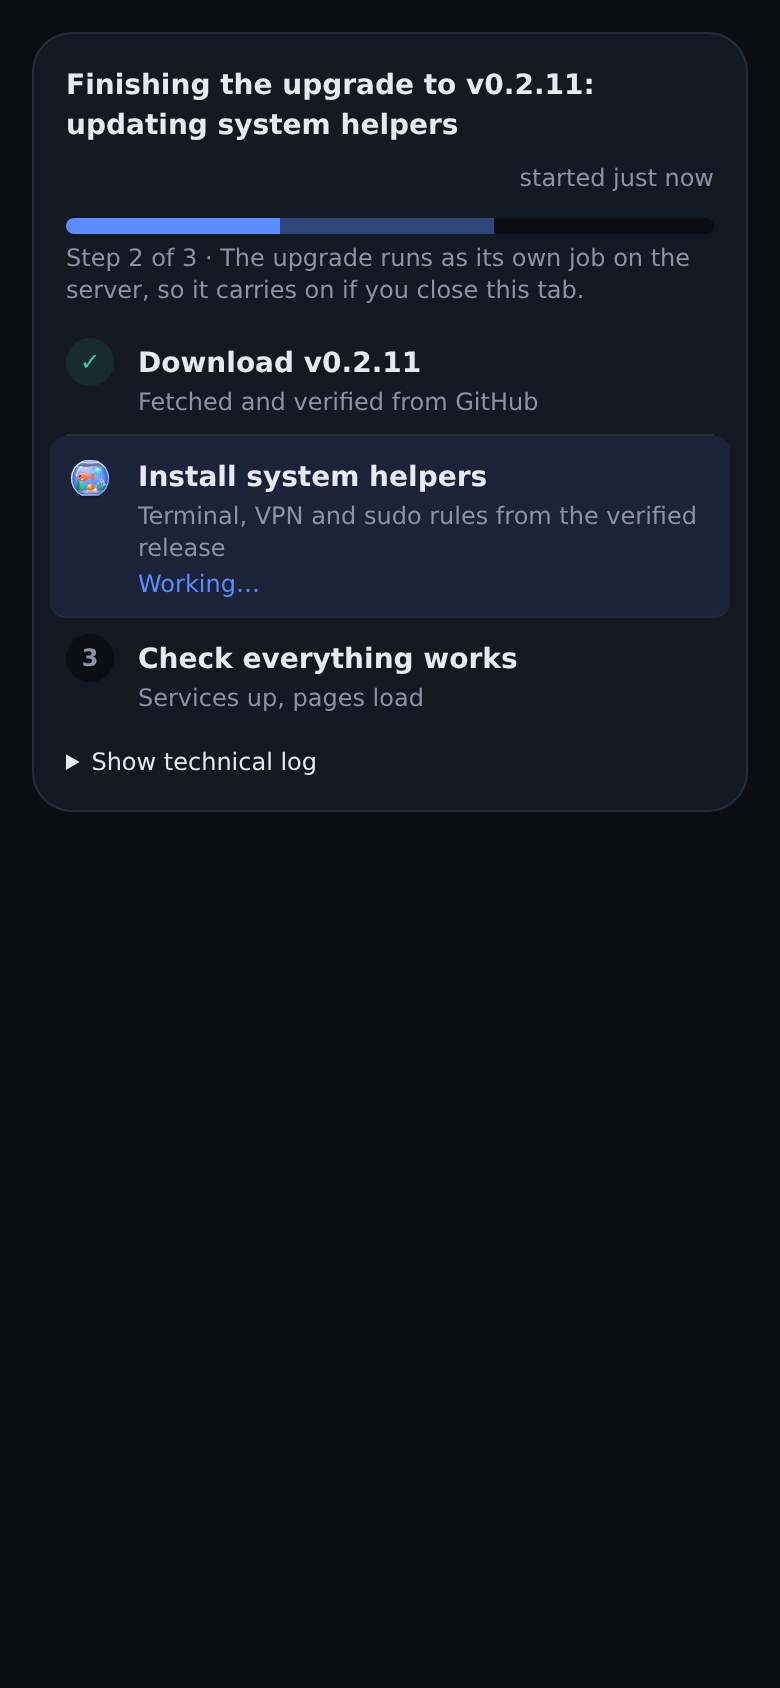 Finishing the upgrade to v0.2.11:
updating system helpers
started just now
Step 2 of 3 · The upgrade runs as its own job on the
server, so it carries on if you close this tab.
✓
Download v0.2.11
Fetched and verified from GitHub
Install system helpers
Terminal, VPN and sudo rules from the verified
release
Working…
3
Check everything works
Services up, pages load
▶ Show technical log